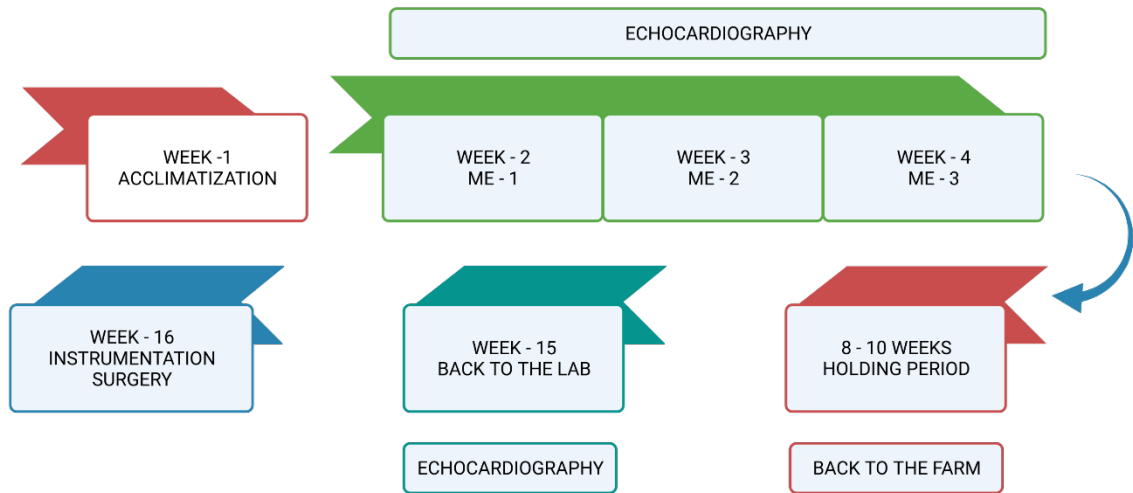 ECHOCARDIOGRAPHY
WEEK -1
ACCLIMATIZATION
WEEK - 2
ME - 1
WEEK - 3
ME - 2
WEEK - 4
ME - 3
8 - 10 WEEKS
HOLDING PERIOD
BACK TO THE FARM
WEEK - 15
BACK TO THE LAB
ECHOCARDIOGRAPHY
WEEK - 16
INSTRUMENTATION
SURGERY